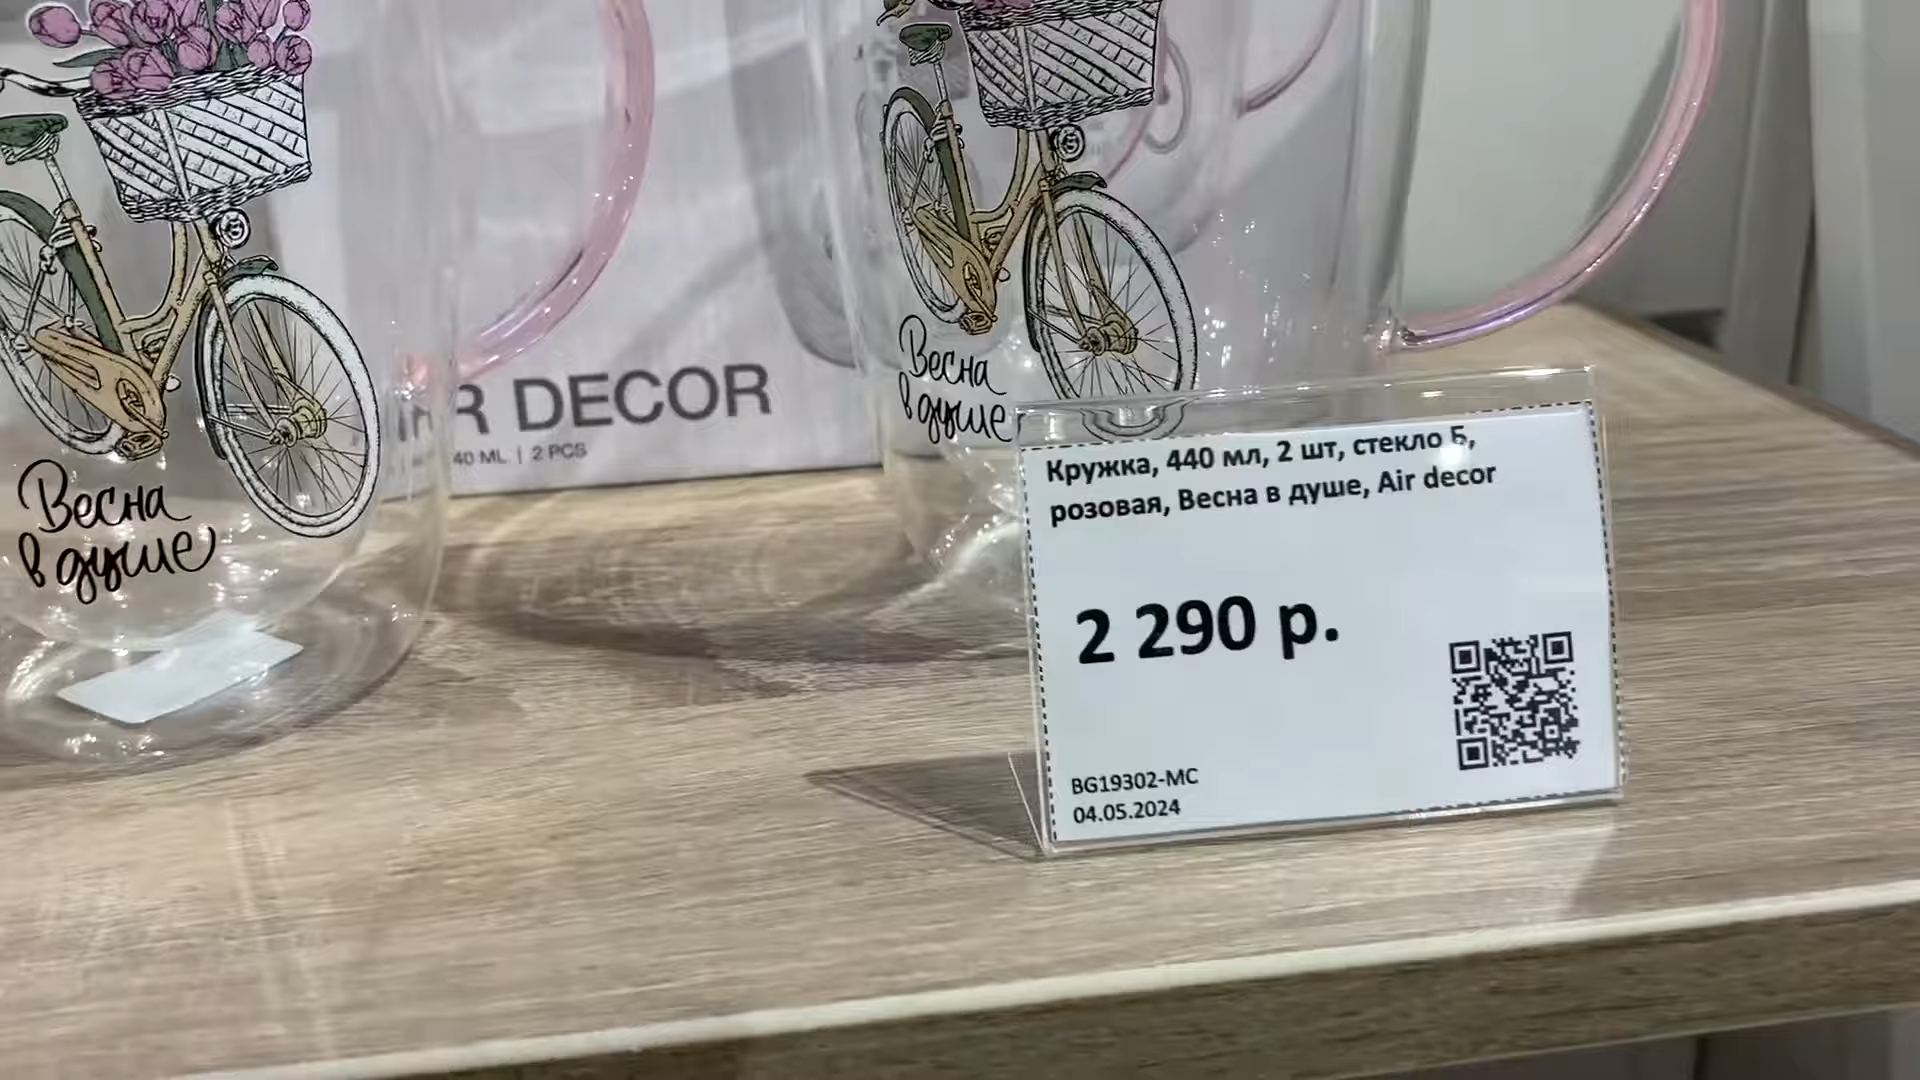 Весна
в душе
DECOR
40 ML | 2 PCS
Весна
в душе
Кружка, 440 мл, 2 шт, стекло Б,
розовая, Весна в душе, Air decor
2 290 р.
BG19302-MC
04.05.2024